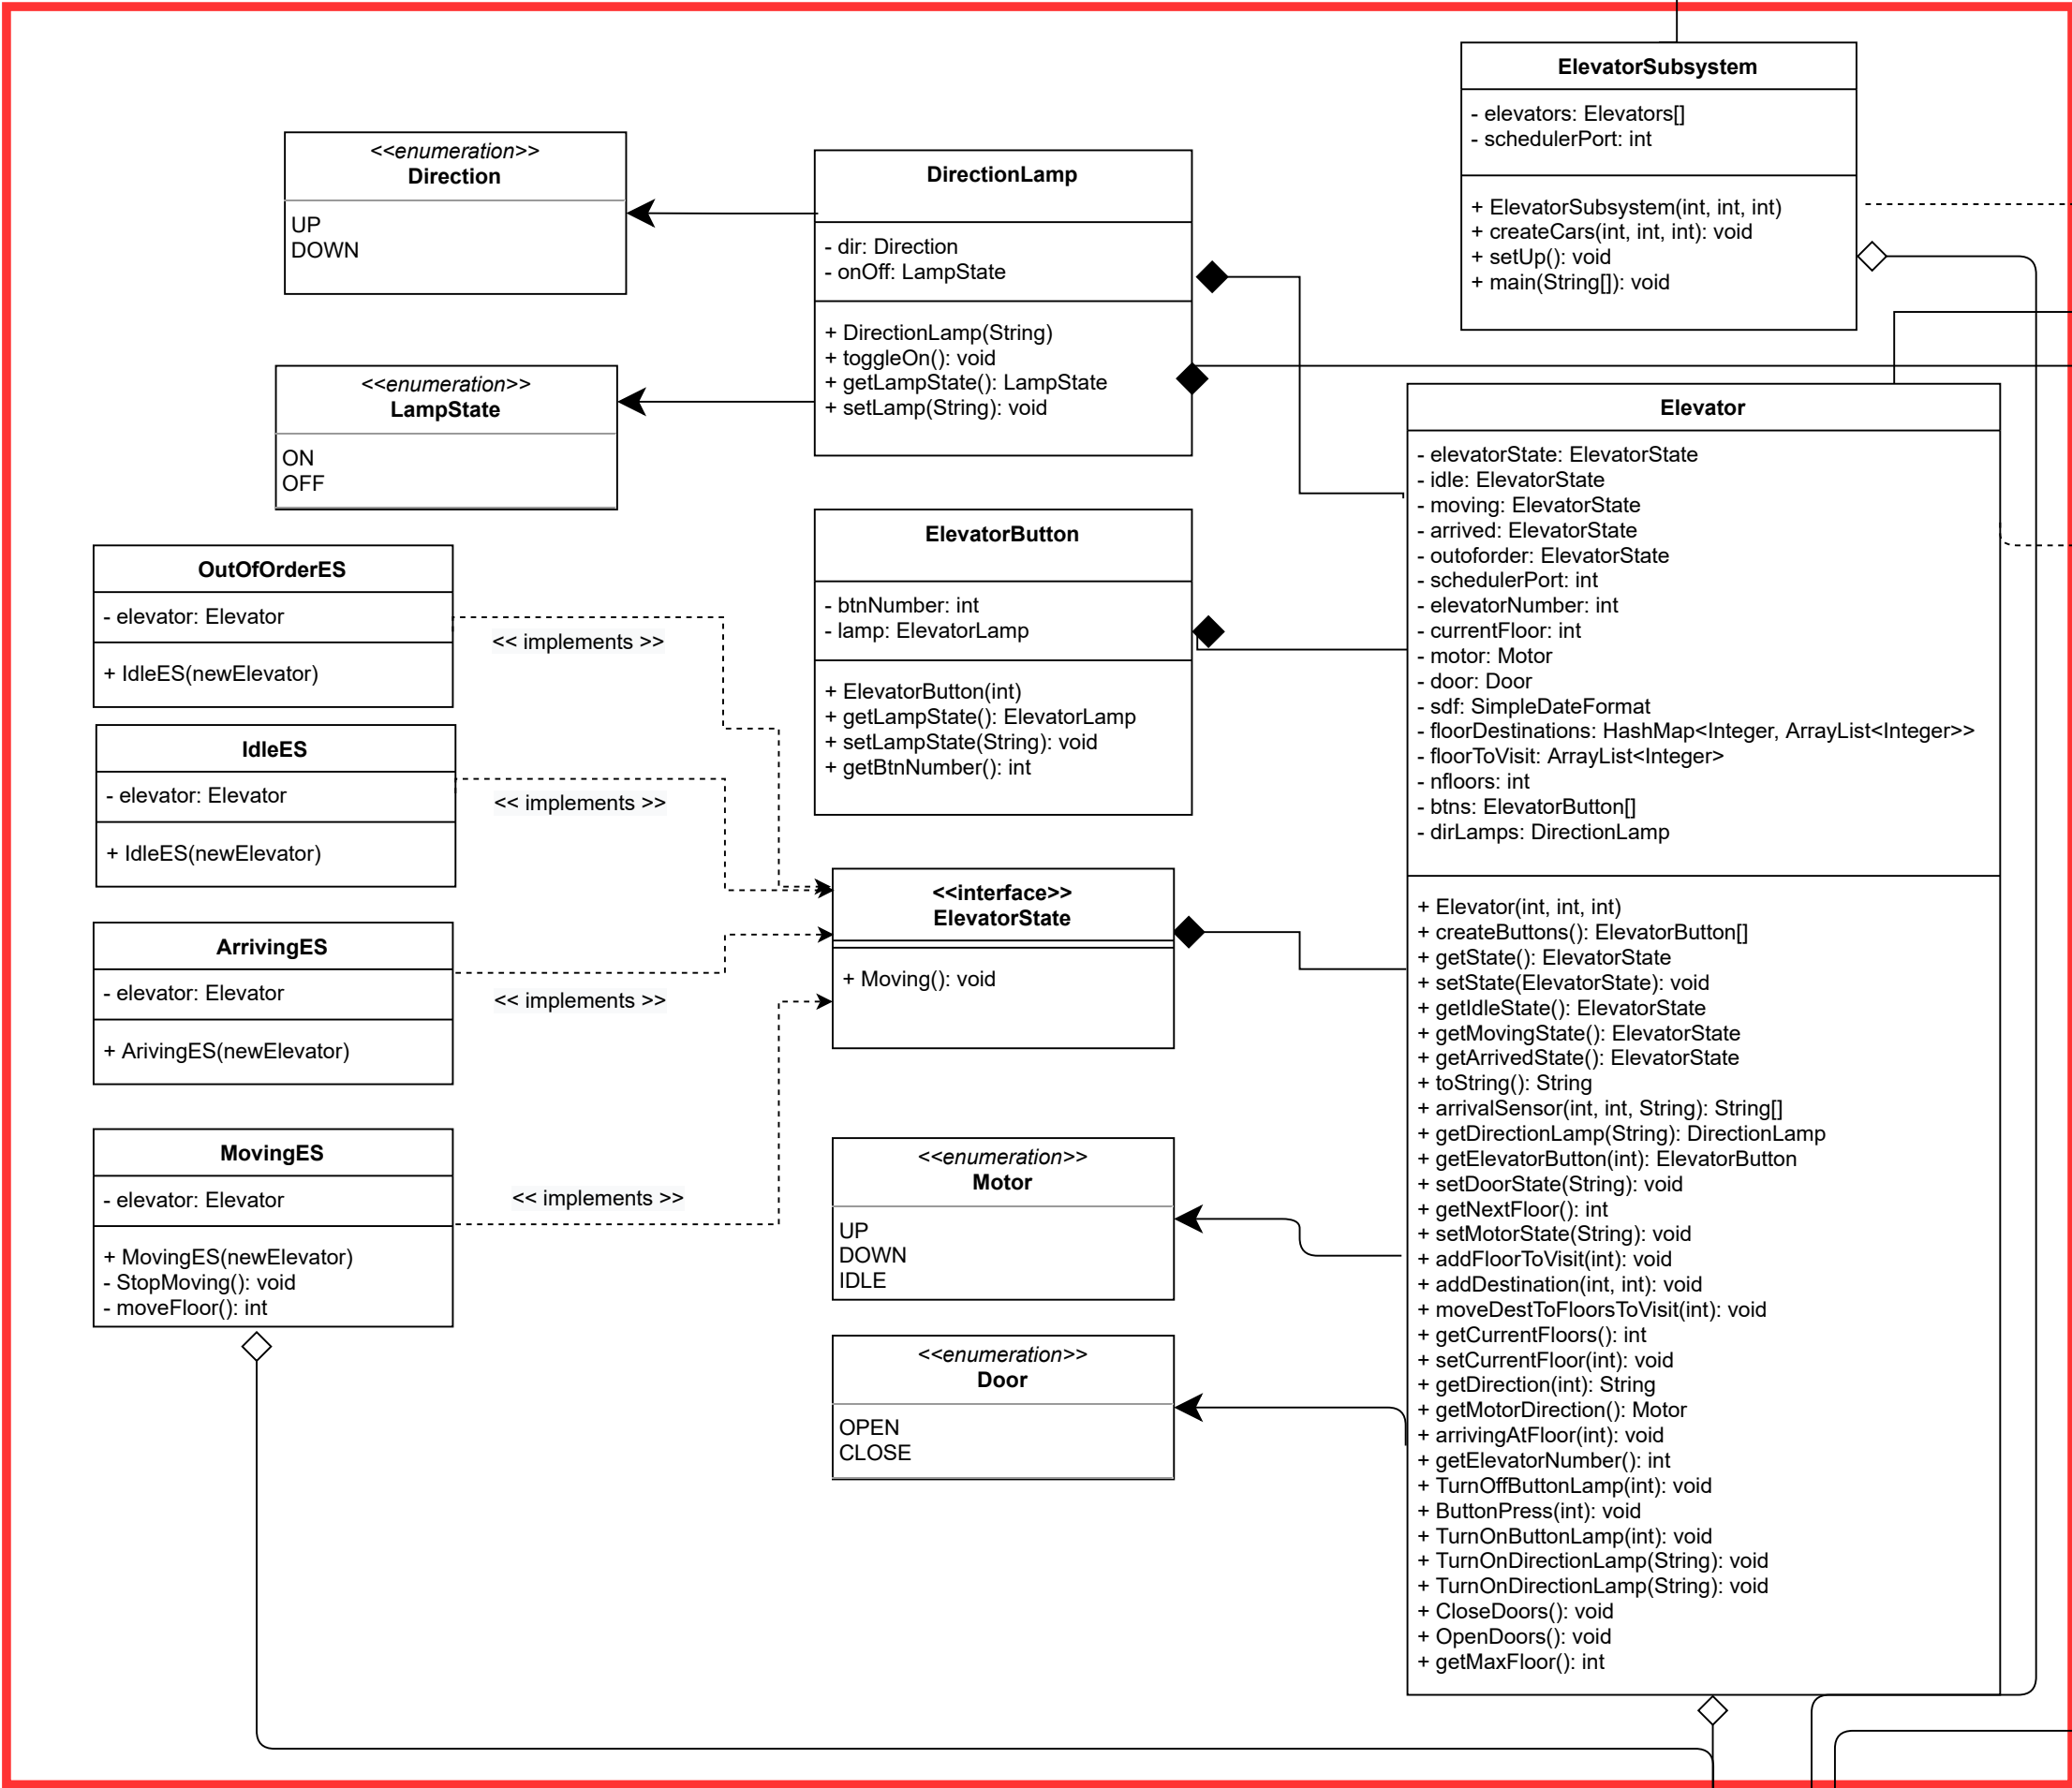 ElevatorSubsystem
- elevators: Elevators[]
- schedulerPort: int
+ ElevatorSubsystem(int, int, int)
+ createCars(int, int, int): void
+ setUp(): void
+ main(String[]): void
<<enumeration>>
Direction
UP
DOWN
DirectionLamp
- dir: Direction
- onOff: LampState
+ DirectionLamp(String)
+ toggleOn(): void
+ getLampState(): LampState
+ setLamp(String): void
<<enumeration>>
LampState
ON
OFF
Elevator
- elevatorState: ElevatorState
- idle: ElevatorState
- moving: ElevatorState
- arrived: ElevatorState
- outoforder: ElevatorState
- schedulerPort: int
- elevatorNumber: int
- currentFloor: int
- motor: Motor
- door: Door
- sdf: SimpleDateFormat
- floorDestinations: HashMap<Integer, ArrayList<Integer>>
- floorToVisit: ArrayList<Integer>
- nfloors: int
- btns: ElevatorButton[]
- dirLamps: DirectionLamp
+ Elevator(int, int, int)
+ createButtons(): ElevatorButton[]
+ getState(): ElevatorState
+ setState(ElevatorState): void
+ getIdleState(): ElevatorState
+ getMovingState(): ElevatorState
+ getArrivedState(): ElevatorState
+ toString(): String
+ arrivalSensor(int, int, String): String[]
+ getDirectionLamp(String): DirectionLamp
+ getElevatorButton(int): ElevatorButton
+ setDoorState(String): void
+ getNextFloor(): int
+ setMotorState(String): void
+ addFloorToVisit(int): void
+ addDestination(int, int): void
+ moveDestToFloorsToVisit(int): void
+ getCurrentFloors(): int
+ setCurrentFloor(int): void
+ getDirection(int): String
+ getMotorDirection(): Motor
+ arrivingAtFloor(int): void
+ getElevatorNumber(): int
+ TurnOffButtonLamp(int): void
+ ButtonPress(int): void
+ TurnOnButtonLamp(int): void
+ TurnOnDirectionLamp(String): void
+ TurnOnDirectionLamp(String): void
+ CloseDoors(): void
+ OpenDoors(): void
+ getMaxFloor(): int
ElevatorButton
- btnNumber: int
- lamp: ElevatorLamp
+ ElevatorButton(int)
+ getLampState(): ElevatorLamp
+ setLampState(String): void
+ getBtnNumber(): int
OutOfOrderES
- elevator: Elevator
+ IdleES(newElevator)
<< implements >>
IdleES
- elevator: Elevator
+ IdleES(newElevator)
<< implements >>
<<interface>>
ElevatorState
+ Moving(): void
ArrivingES
- elevator: Elevator
+ ArivingES(newElevator)
<< implements >>
MovingES
- elevator: Elevator
+ MovingES(newElevator)
- StopMoving(): void
- moveFloor(): int
<< implements >>
<<enumeration>>
Motor
UP
DOWN
IDLE
<<enumeration>>
Door
OPEN
CLOSE